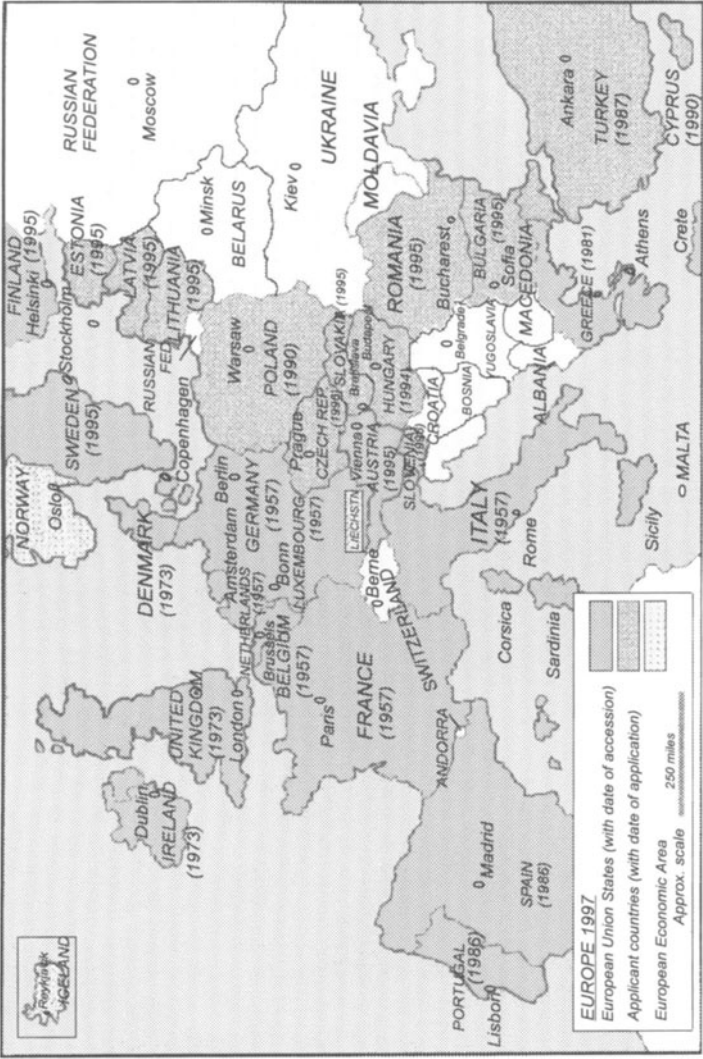 Reykjavik
ICELAND
NORWAY
Oslo
SWEDEN
(1995)
Stockholm
FINLAND
Helsinki (1995)
ESTONIA
(1995)
LATVIA
(1995)
LITHUANIA
(1995)
RUSSIAN
FED.
RUSSIAN
FEDERATION
Moscow
Minsk
BELARUS
DENMARK
(1973)
Copenhagen
Dublin
IRELAND
(1973)
UNITED
KINGDOM
(1973)
London
Amsterdam
NETHERLANDS
(1957)
Brussels
BELGIUM
(1957)
Berlin
GERMANY
(1957)
Bonn
LUXEMBOURG
(1957)
Warsaw
POLAND
(1990)
Kiev
UKRAINE
MOLDAVIA
Prague
CZECH REP.
(1996)
SLOVAKIA (1995)
Bratislava
Budapest
HUNGARY
(1994)
Vienna
AUSTRIA
(1995)
LIECHSTN
Paris
FRANCE
(1957)
Berne
SWITZERLAND
SLOVENIA
(1996)
CROATIA
BOSNIA
Belgrade
YUGOSLAVIA
ROMANIA
(1995)
Bucharest
BULGARIA
(1995)
Sofia
MACEDONIA
ALBANIA
ITALY
(1957)
Rome
Corsica
Sardinia
Sicily
MALTA
ANDORRA
PORTUGAL
(1986)
Lisbon
Madrid
SPAIN
(1986)
GREECE (1981)
Athens
Crete
Ankara
TURKEY
(1987)
CYPRUS
(1990)
EUROPE 1997
European Union States (with date of accession)
Applicant countries (with date of application)
European Economic Area
Approx. scale 250 miles